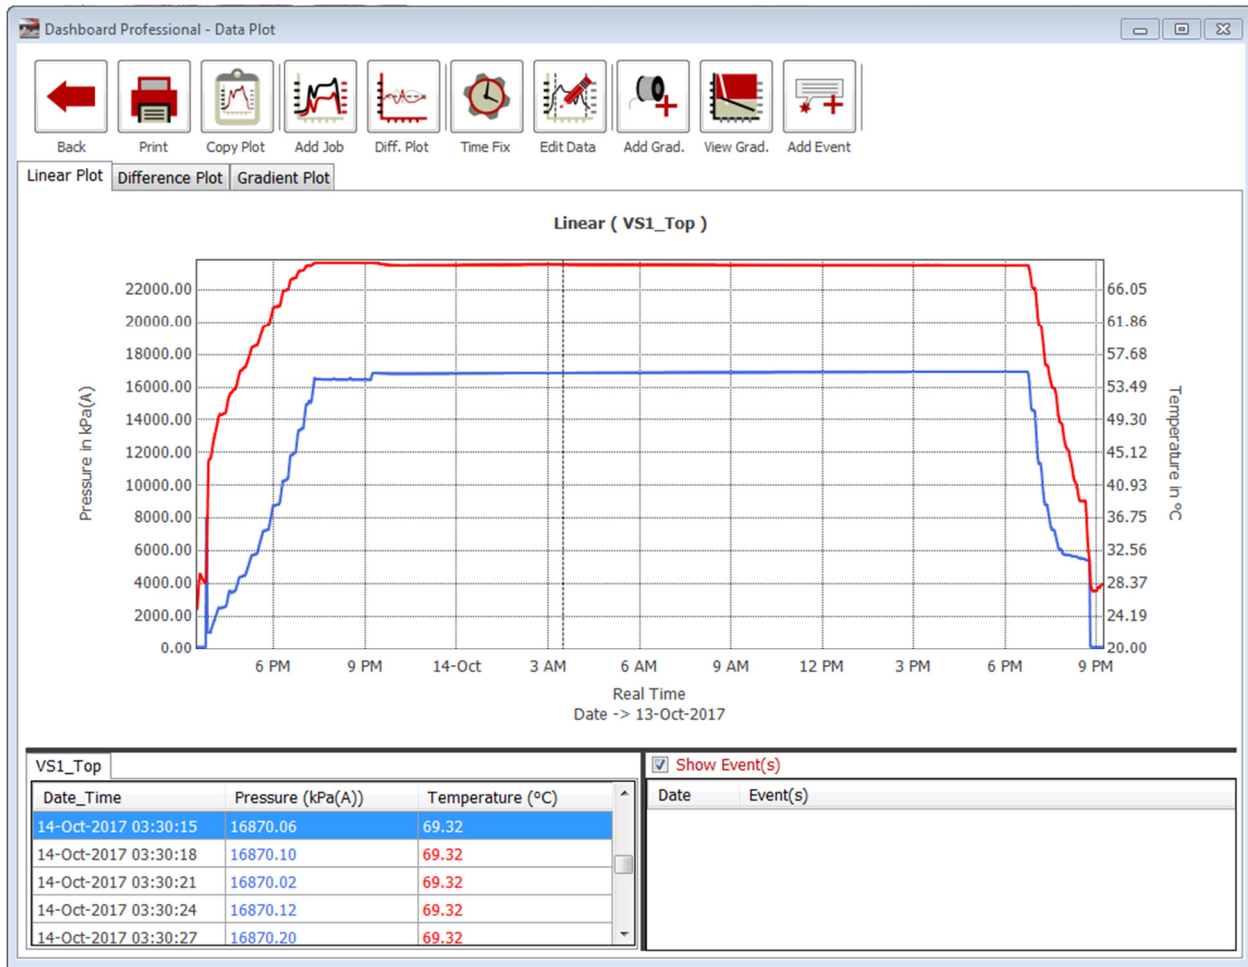 Dashboard Professional - Data Plot
Back Print Copy Plot Add Job Diff. Plot Time Fix Edit Data Add Grad. View Grad. Add Event
Linear Plot Difference Plot Gradient Plot
Linear ( VS1_Top )
Pressure in kPa(A)
22000.00
20000.00
18000.00
16000.00
14000.00
12000.00
10000.00
8000.00
6000.00
4000.00
2000.00
0.00
66.05
61.86
57.68
53.49
49.30
45.12
40.93
36.75
32.56
28.37
24.19
20.00
Temperature in ºC
6 PM 9 PM 14-Oct 3 AM 6 AM 9 AM 12 PM 3 PM 6 PM 9 PM
Real Time
Date -> 13-Oct-2017
VS1_Top
Date_Time Pressure (kPa(A)) Temperature (ºC)
14-Oct-2017 03:30:15 16870.06 69.32
14-Oct-2017 03:30:18 16870.10 69.32
14-Oct-2017 03:30:21 16870.02 69.32
14-Oct-2017 03:30:24 16870.12 69.32
14-Oct-2017 03:30:27 16870.20 69.32
Show Event(s)
Date Event(s)